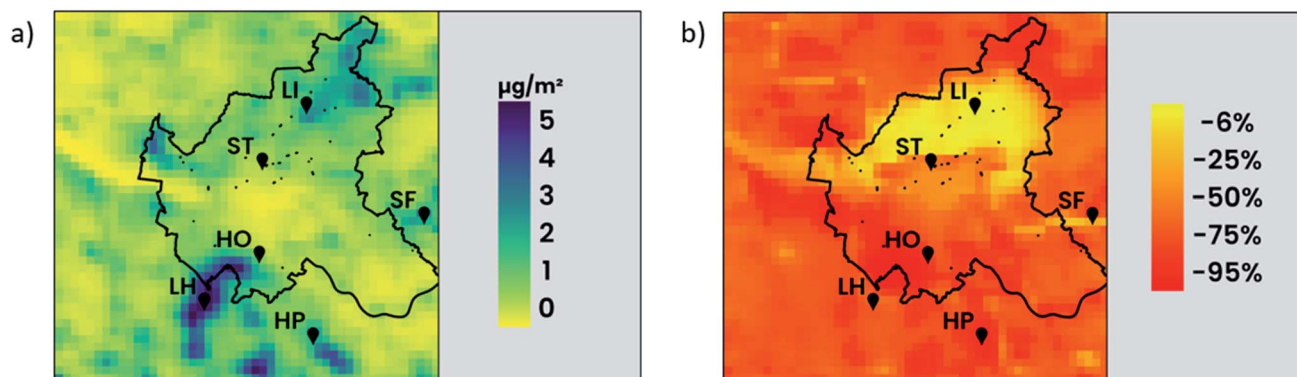 a)
LI
ST
SF
.HO
LH
HP
µg/m²
5
4
3
2
1
0
b)
LI
ST
SF
.HO
LH
HP
-6%
-25%
-50%
-75%
-95%